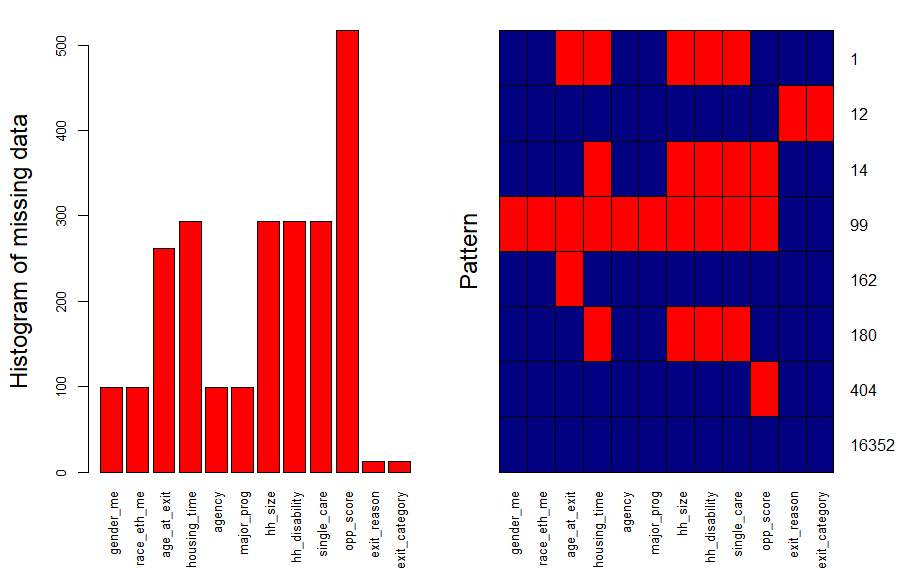 Histogram of missing data
500
400
300
200
100
0
gender_me
race_eth_me
age_at_exit
housing_time
agency
major_prog
hh_size
hh_disability
single_care
opp_score
exit_reason
exit_category
Pattern
1
12
14
99
162
180
404
16352
gender_me
race_eth_me
age_at_exit
housing_time
agency
major_prog
hh_size
hh_disability
single_care
opp_score
exit_reason
exit_category